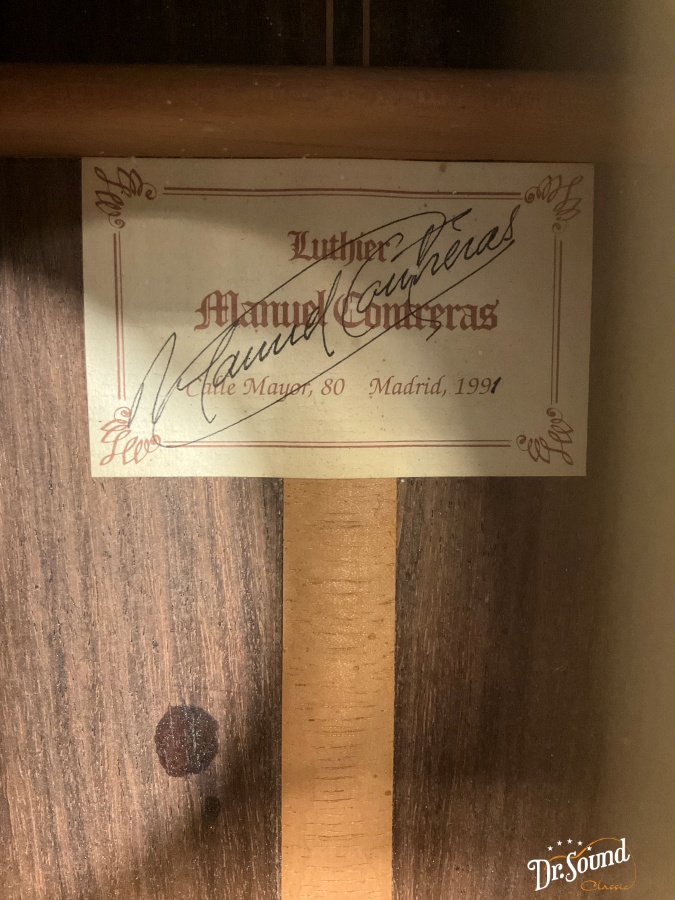 Luthier
Manuel Contreras
Manuel Contreras
Calle Mayor, 80 Madrid, 1991
Dr. Sound
Classic